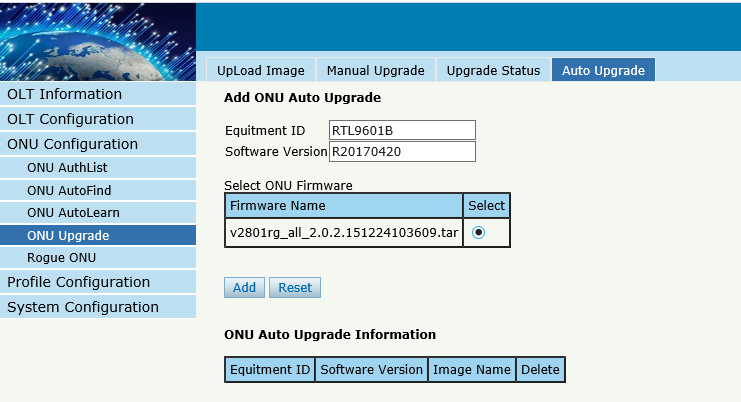 UpLoad Image Manual Upgrade Upgrade Status Auto Upgrade
OLT Information
OLT Configuration
ONU Configuration
ONU AuthList
ONU AutoFind
ONU AutoLearn
ONU Upgrade
Rogue ONU
Profile Configuration
System Configuration
Add ONU Auto Upgrade
Equitment ID RTL9601B
Software Version R20170420
Select ONU Firmware
Firmware Name Select
v2801rg_all_2.0.2.151224103609.tar
Add Reset
ONU Auto Upgrade Information
Equitment ID Software Version Image Name Delete